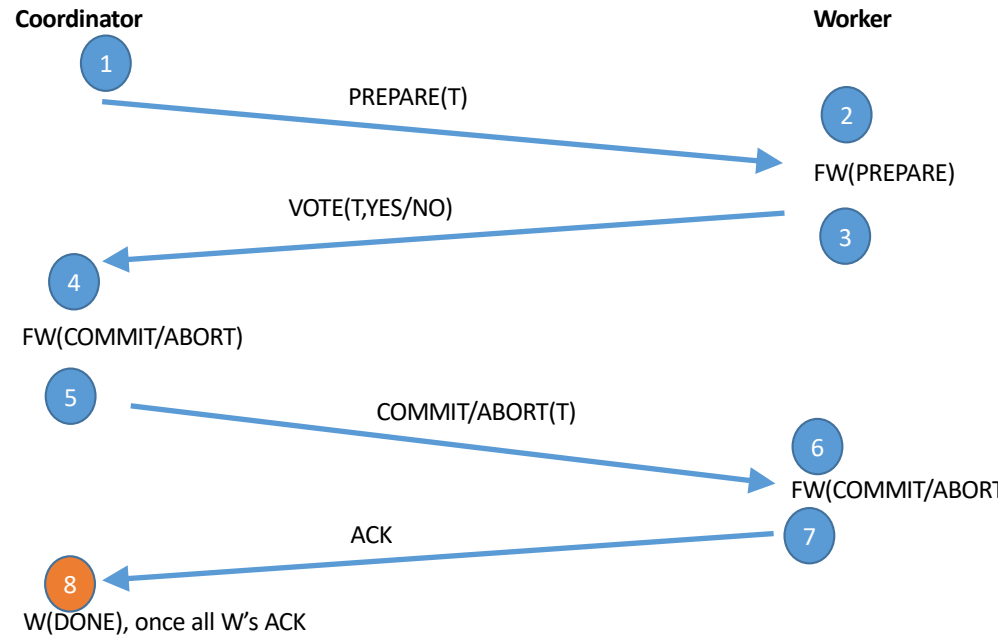 Coordinator
Worker
1
PREPARE(T)
2
FW(PREPARE)
VOTE(T,YES/NO)
3
4
FW(COMMIT/ABORT)
5
COMMIT/ABORT(T)
6
FW(COMMIT/ABORT
7
ACK
8
W(DONE), once all W's ACK